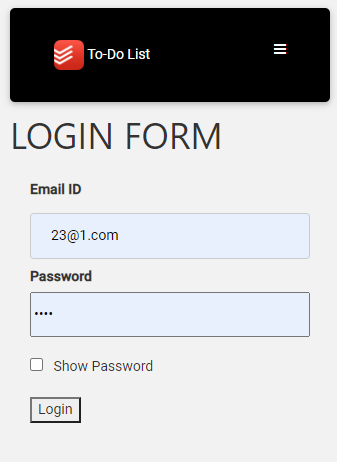 To-Do List
LOGIN FORM
Email ID
23@1.com
Password
••••
Show Password
Login